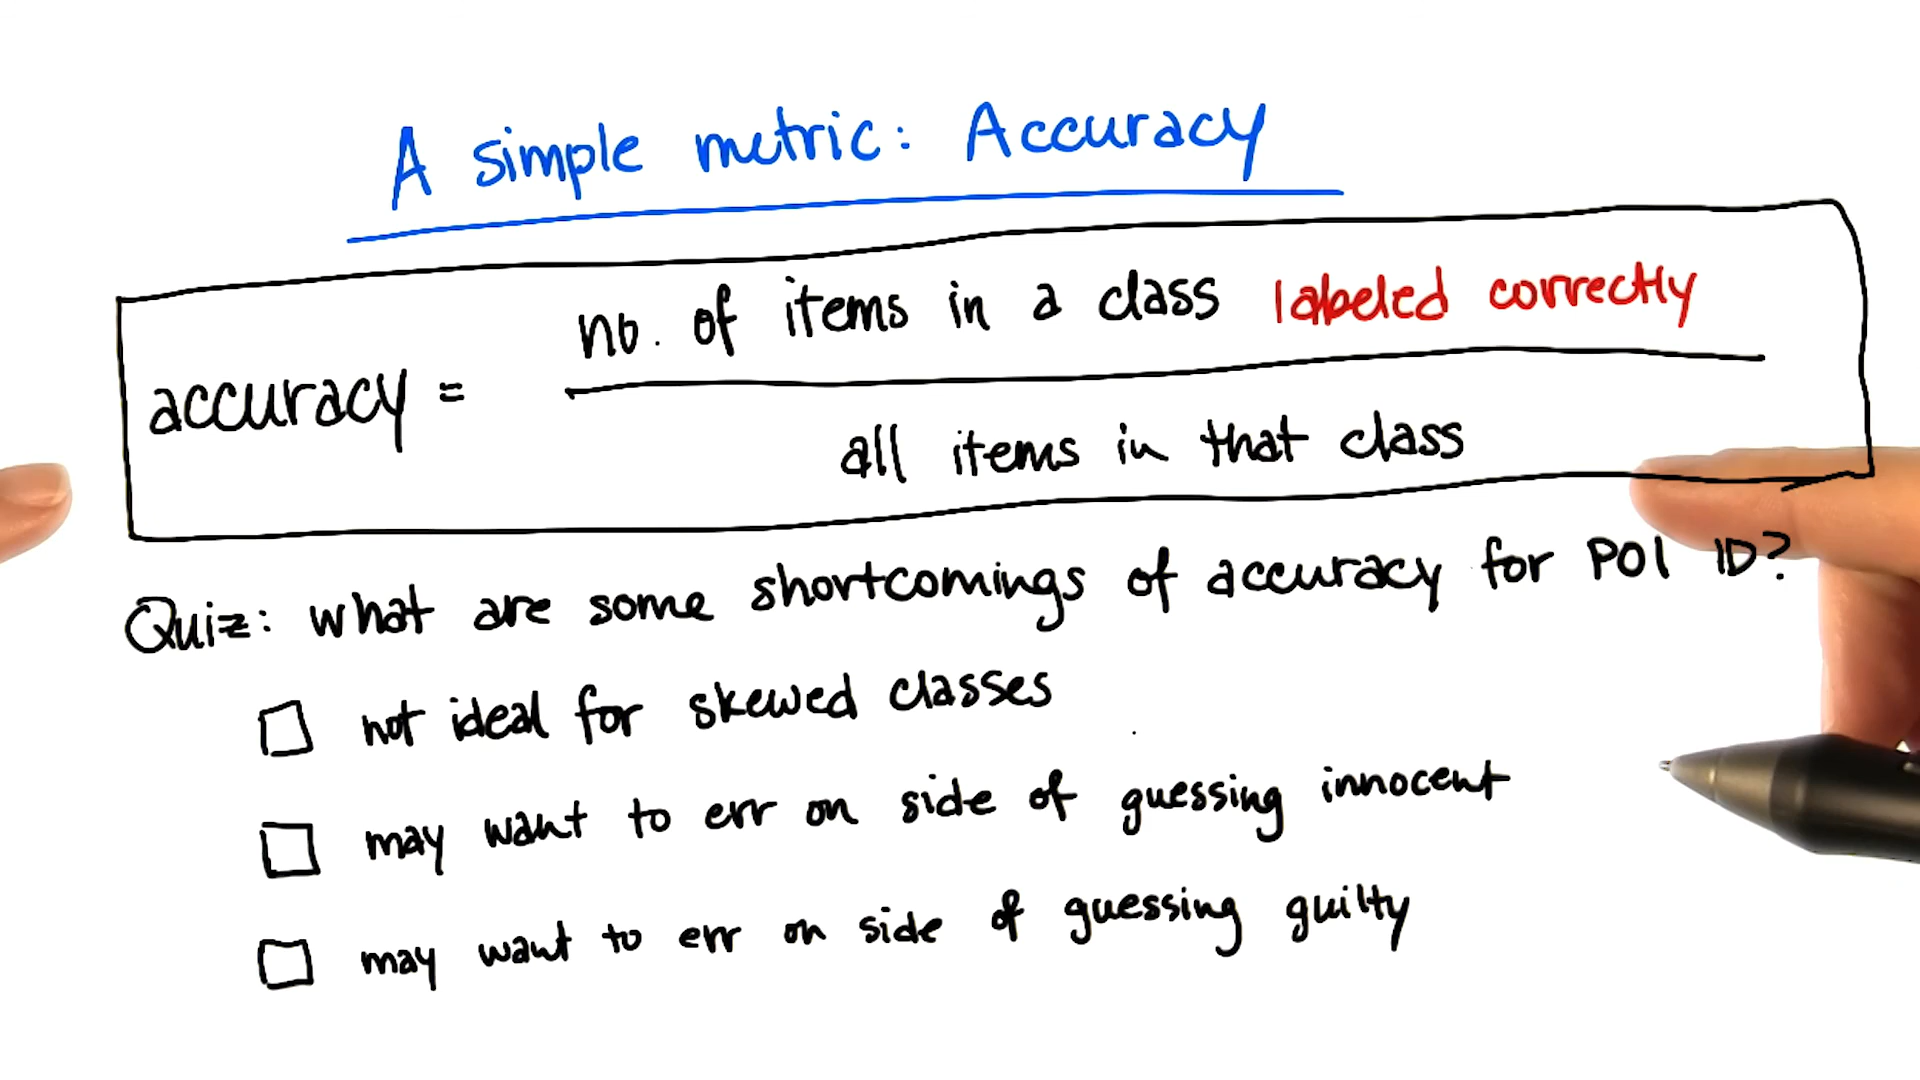 A simple metric: Accuracy
no. of items in a class labeled correctly
accuracy =
all items in that class
Quiz: what are some shortcomings of accuracy for POI ID?
not ideal for skewed classes
may want to err on side of guessing innocent
may want to err on side of guessing guilty